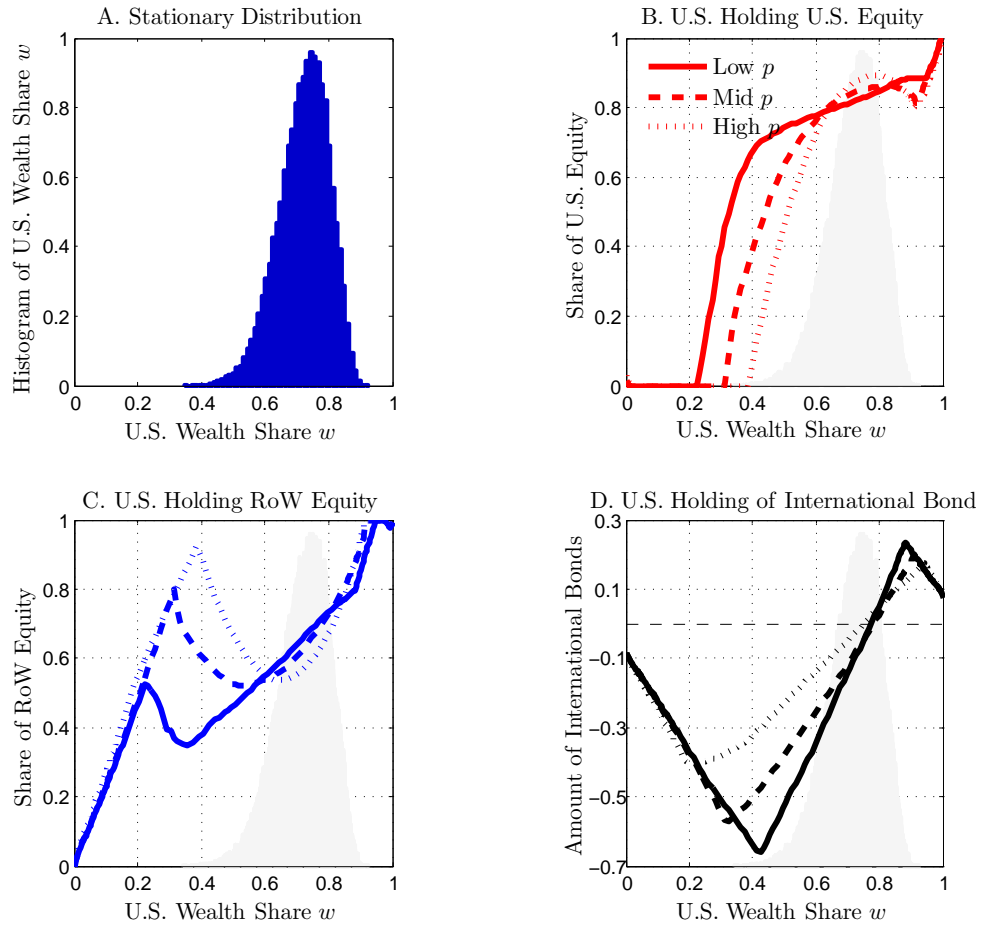 A. Stationary Distribution
Histogram of U.S. Wealth Share w
1
0.8
0.6
0.4
0.2
0
0 0.2 0.4 0.6 0.8 1
U.S. Wealth Share w
B. U.S. Holding U.S. Equity
Share of U.S. Equity
1
0.8
0.6
0.4
0.2
0
Low p
Mid p
High p
0 0.2 0.4 0.6 0.8 1
U.S. Wealth Share w
C. U.S. Holding RoW Equity
Share of RoW Equity
1
0.8
0.6
0.4
0.2
0
0 0.2 0.4 0.6 0.8 1
U.S. Wealth Share w
D. U.S. Holding of International Bond
Amount of International Bonds
0.3
0.1
−0.1
−0.3
−0.5
−0.7
0 0.2 0.4 0.6 0.8 1
U.S. Wealth Share w